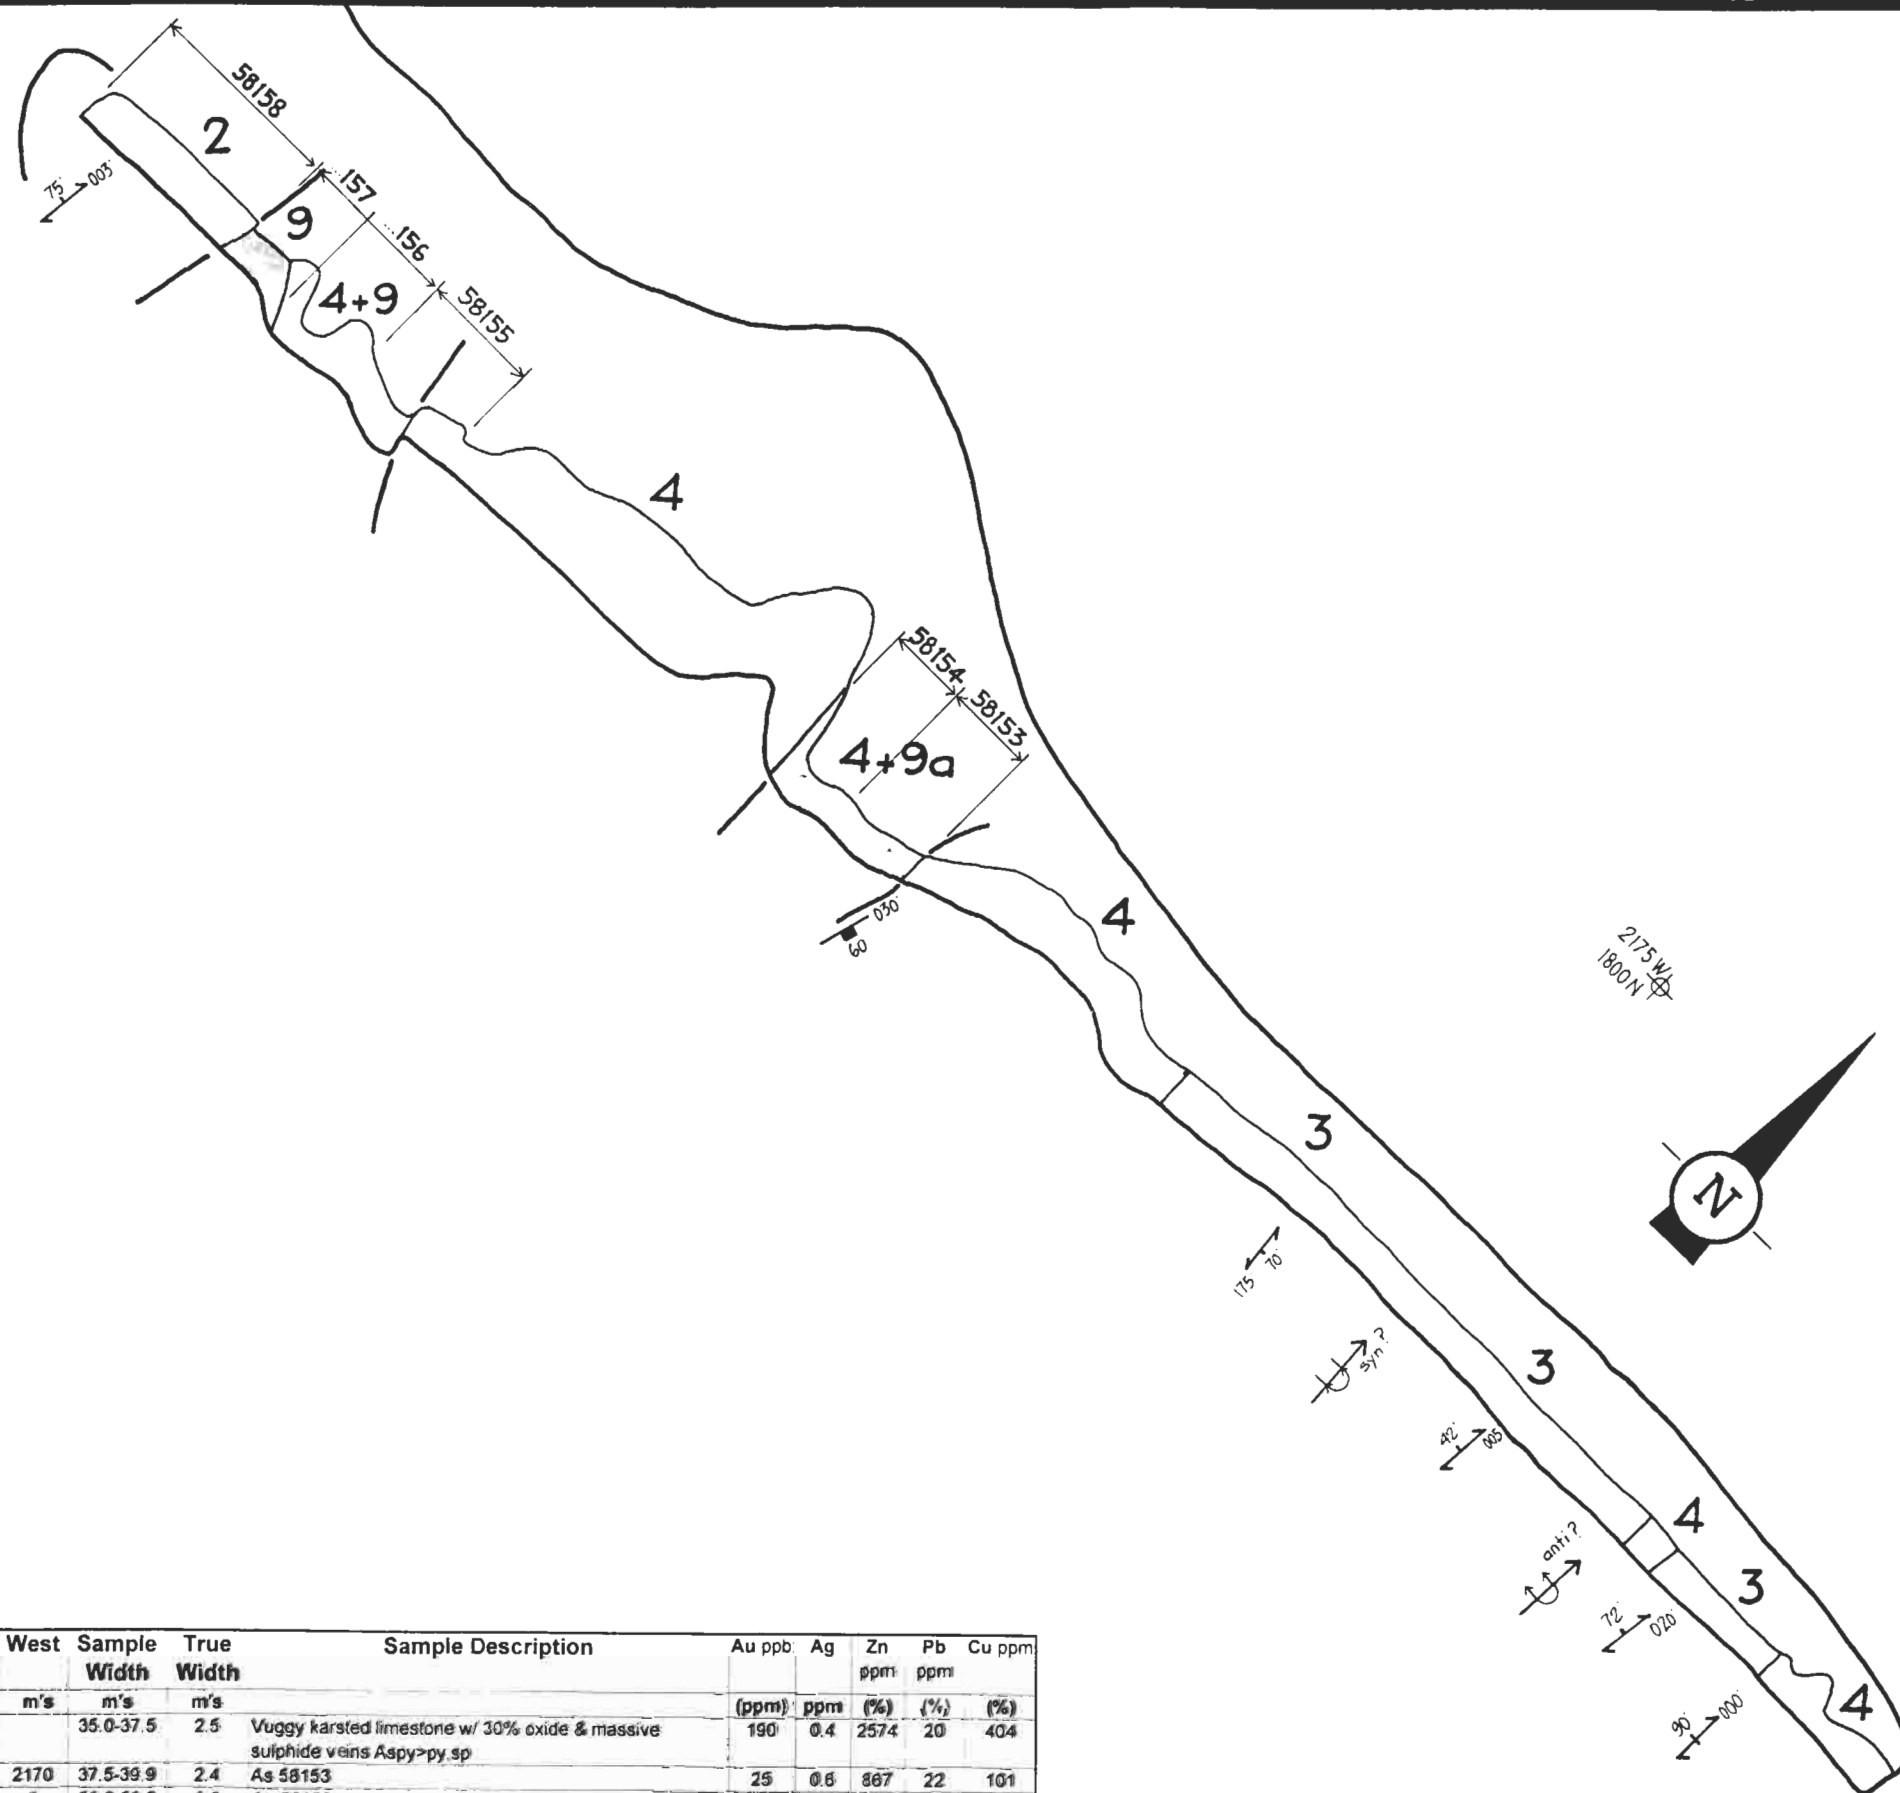 58158
2
75° 003°
...157
9
...156
4+9
58155
4
58154
58153
4+9a
030°
60
4
2175 W
1800 N
3
N
175 70°
syn?
3
42° 005
4
anti?
3
72° 020°
4
90° 000°
West Sample True Sample Description Au ppb Ag Zn Pb Cu ppm
Width Width ppm ppm
m's m's m's (ppm) ppm (%) (%) (%)
35.0-37.5 2.5 Vuggy karsted limestone w/ 30% oxide & massive 190 0.4 2574 20 404
sulphide veins Aspy>py.sp
2170 37.5-39.9 2.4 As 58153 25 0.6 867 22 101